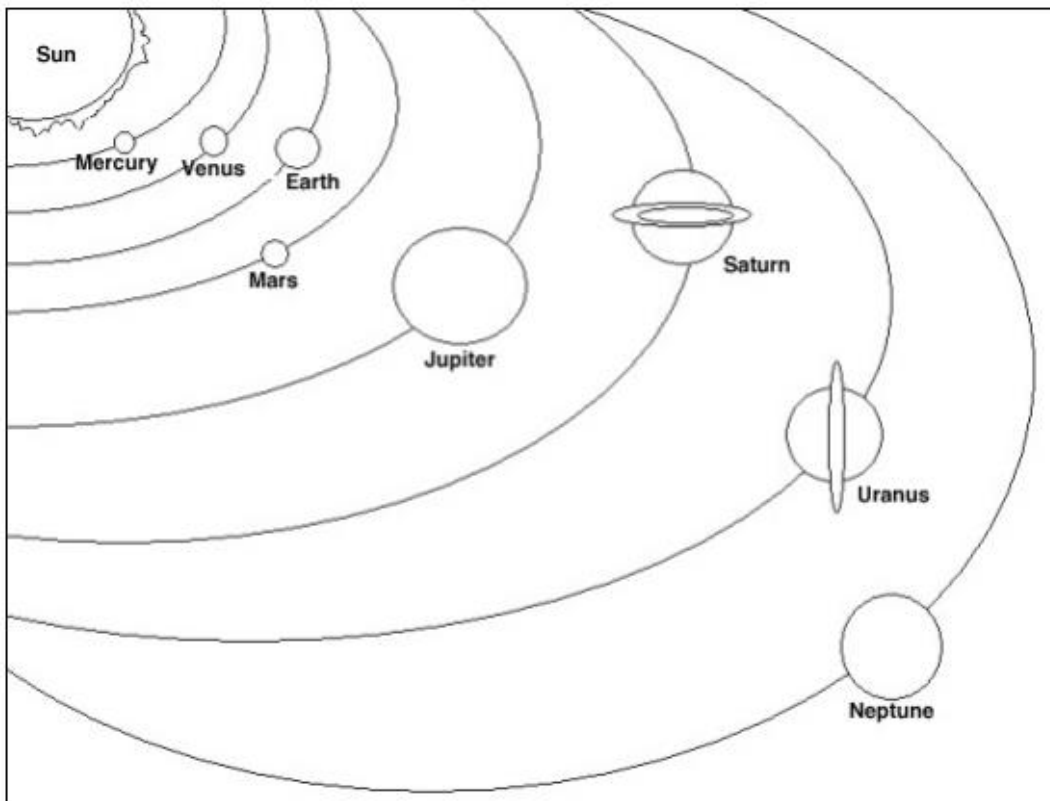 Sun
Mercury
Venus
Earth
Mars
Saturn
Jupiter
Uranus
Neptune